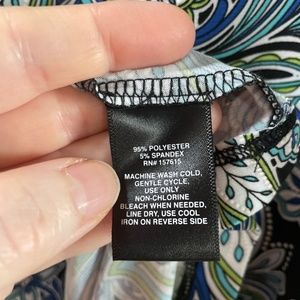 95% POLYESTER
5% SPANDEX
RN# 157615
MACHINE WASH COLD,
GENTLE CYCLE,
USE ONLY
NON-CHLORINE
BLEACH WHEN NEEDED,
LINE DRY, USE COOL
IRON ON REVERSE SIDE